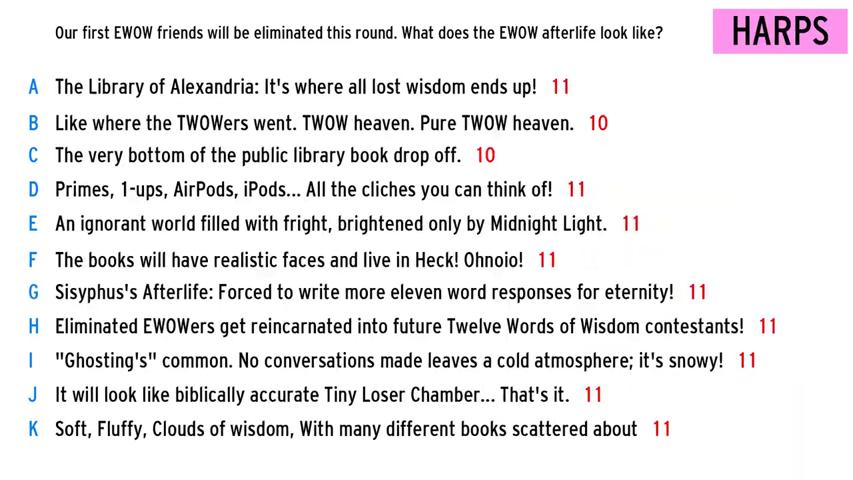 Our first EWOW friends will be eliminated this round. What does the EWOW afterlife look like?
HARPS
A The Library of Alexandria: It's where all lost wisdom ends up! 11
B Like where the TWOWers went. TWOW heaven. Pure TWOW heaven. 10
C The very bottom of the public library book drop off. 10
D Primes, 1-ups, AirPods, iPods... All the cliches you can think of! 11
E An ignorant world filled with fright, brightened only by Midnight Light. 11
F The books will have realistic faces and live in Heck! Ohnoio! 11
G Sisyphus's Afterlife: Forced to write more eleven word responses for eternity! 11
H Eliminated EWOWers get reincarnated into future Twelve Words of Wisdom contestants! 11
I "Ghosting's" common. No conversations made leaves a cold atmosphere; it's snowy! 11
J It will look like biblically accurate Tiny Loser Chamber... That's it. 11
K Soft, Fluffy, Clouds of wisdom, With many different books scattered about 11